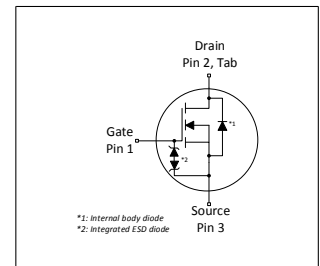 Drain
Pin 2, Tab
*1
Gate
Pin 1
*2
Source
Pin 3
*1: Internal body diode
*2: Integrated ESD diode